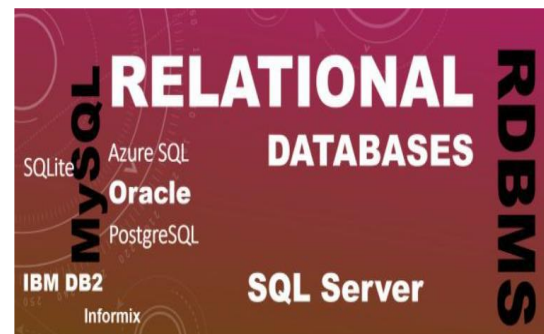 RELATIONAL
DATABASES
RDBMS
MySQL
SQLite
Azure SQL
Oracle
PostgreSQL
IBM DB2
SQL Server
Informix